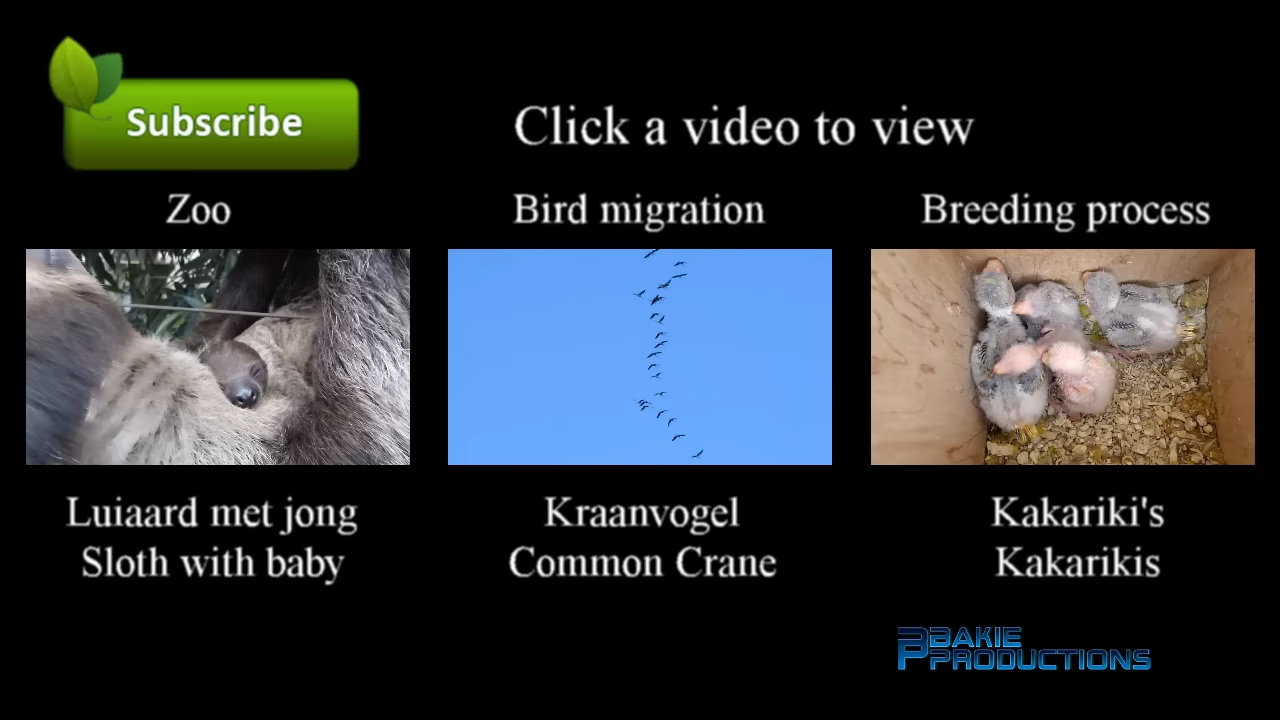 Subscribe
Click a video to view
Zoo
Bird migration
Breeding process
Luiaard met jong
Sloth with baby
Kraanvogel
Common Crane
Kakariki's
Kakarikis
BAKIE
PRODUCTIONS